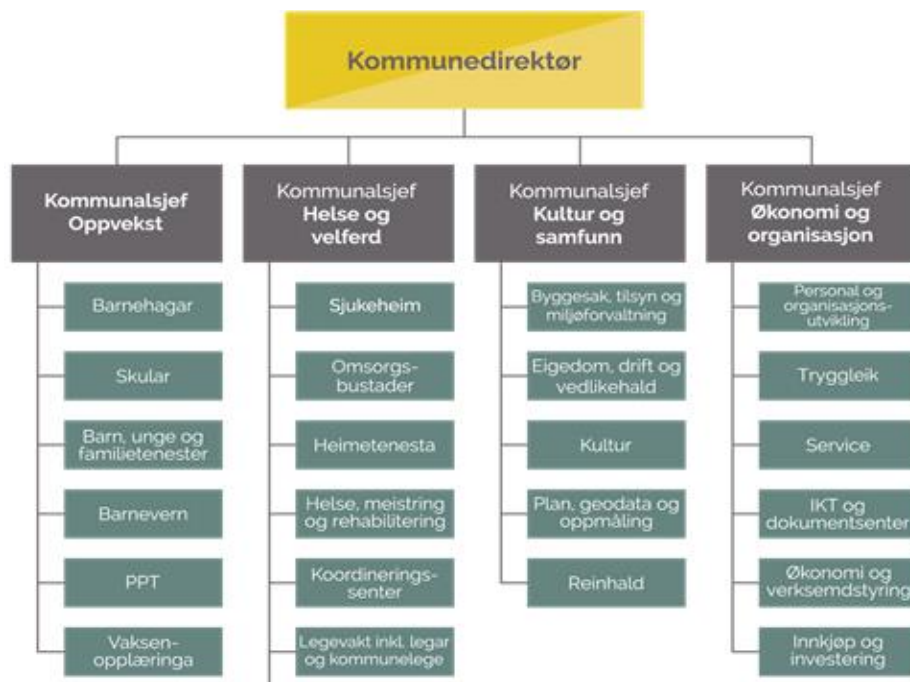 Kommunedirektør
Kommunalsjef
Oppvekst
Barnehagar
Skular
Barn, unge og
familietenester
Barnevern
PPT
Vaksen-
opplæringa
Kommunalsjef
Helse og
velferd
Sjukeheim
Omsorgs-
bustader
Heimetenesta
Helse, meistring
og rehabilitering
Koordinerings-
senter
Legevakt inkl. legar
og kommunelege
Kommunalsjef
Kultur og
samfunn
Byggesak, tilsyn og
miljøforvaltning
Eigedom, drift og
vedlikehald
Kultur
Plan, geodata og
oppmåling
Reinhald
Kommunalsjef
Økonomi og
organisasjon
Personal og
organisasjons-
utvikling
Tryggleik
Service
IKT og
dokumentsenter
Økonomi og
verksemdstyring
Innkjøp og
investering